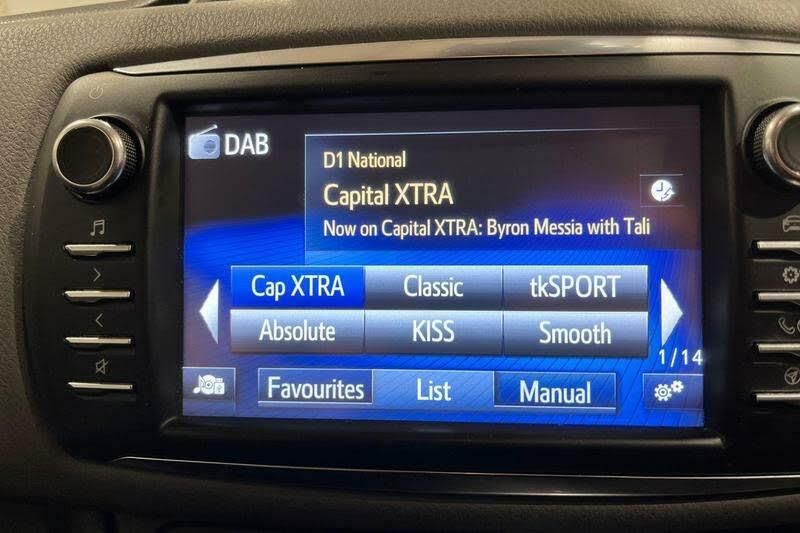 DAB
D1 National
Capital XTRA
Now on Capital XTRA: Byron Messia with Tali
Cap XTRA Classic tkSPORT
Absolute KISS Smooth
1/14
Favourites List Manual